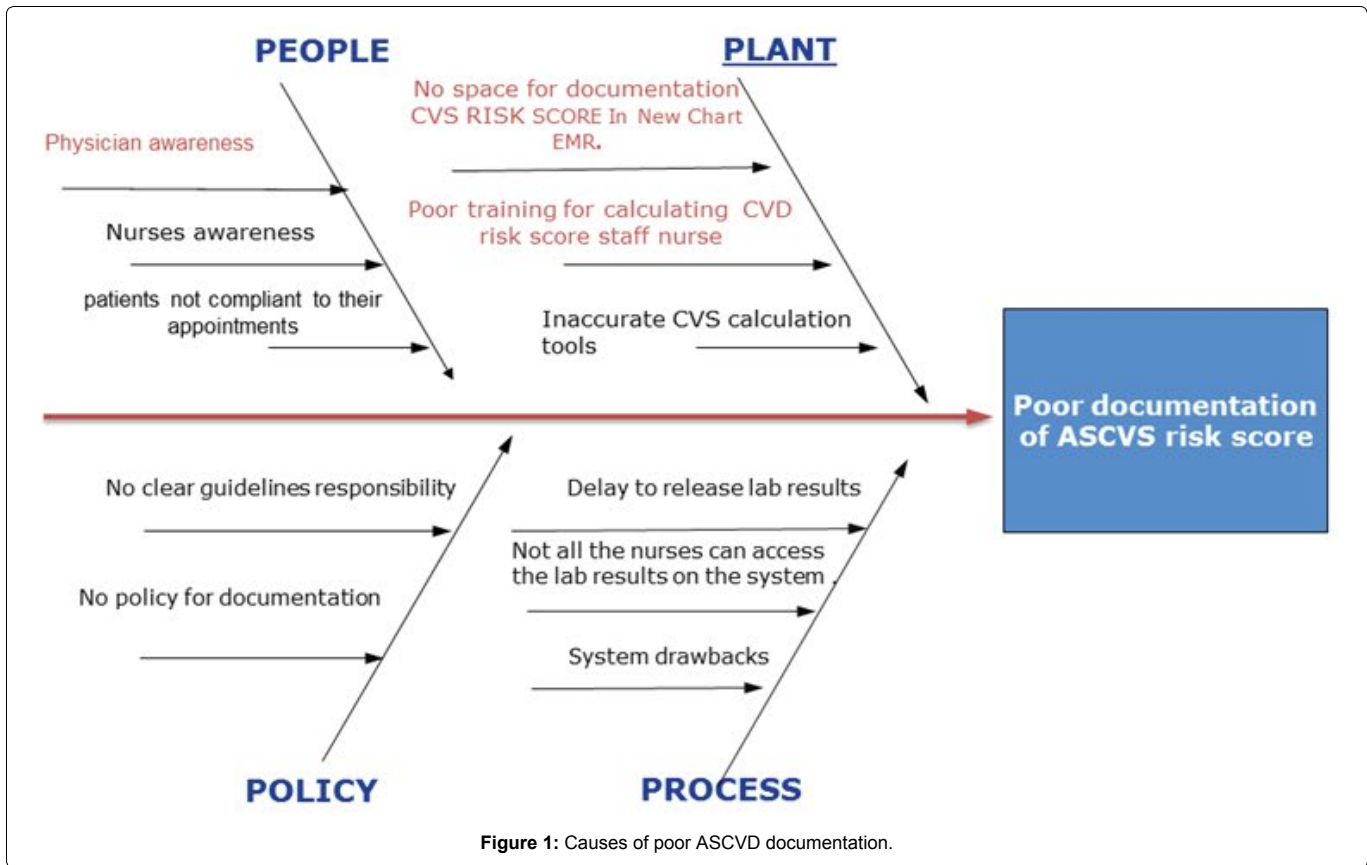 PEOPLE
Physician awareness
Nurses awareness
patients not compliant to their
appointments
PLANT
No space for documentation
CVS RISK SCORE In New Chart
EMR.
Poor training for calculating CVD
risk score staff nurse
Inaccurate CVS calculation
tools
Poor documentation
of ASCVS risk score
No clear guidelines responsibility
No policy for documentation
POLICY
Delay to release lab results
Not all the nurses can access
the lab results on the system .
System drawbacks
PROCESS
Figure 1: Causes of poor ASCVD documentation.